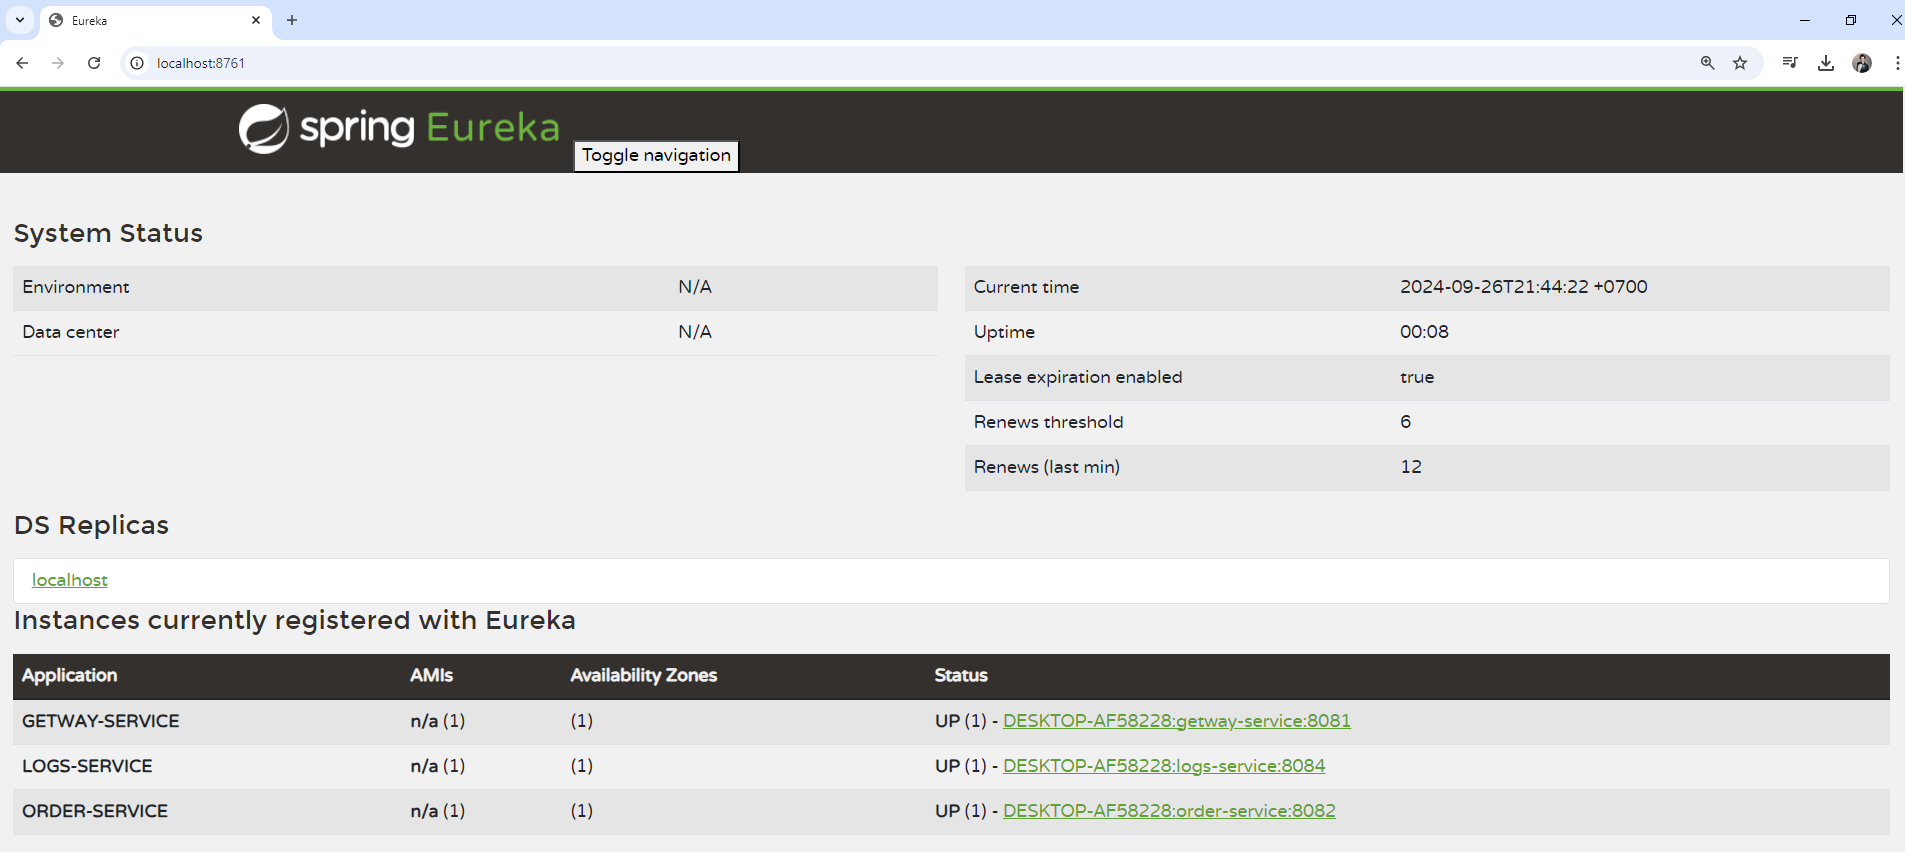 Eureka
localhost:8761
spring Eureka
Toggle navigation
System Status
Environment N/A
Data center N/A
Current time 2024-09-26T21:44:22 +0700
Uptime 00:08
Lease expiration enabled true
Renews threshold 6
Renews (last min) 12
DS Replicas
localhost
Instances currently registered with Eureka
Application AMIs Availability Zones Status
GETWAY-SERVICE n/a (1) (1) UP (1) - DESKTOP-AF58228:getway-service:8081
LOGS-SERVICE n/a (1) (1) UP (1) - DESKTOP-AF58228:logs-service:8084
ORDER-SERVICE n/a (1) (1) UP (1) - DESKTOP-AF58228:order-service:8082